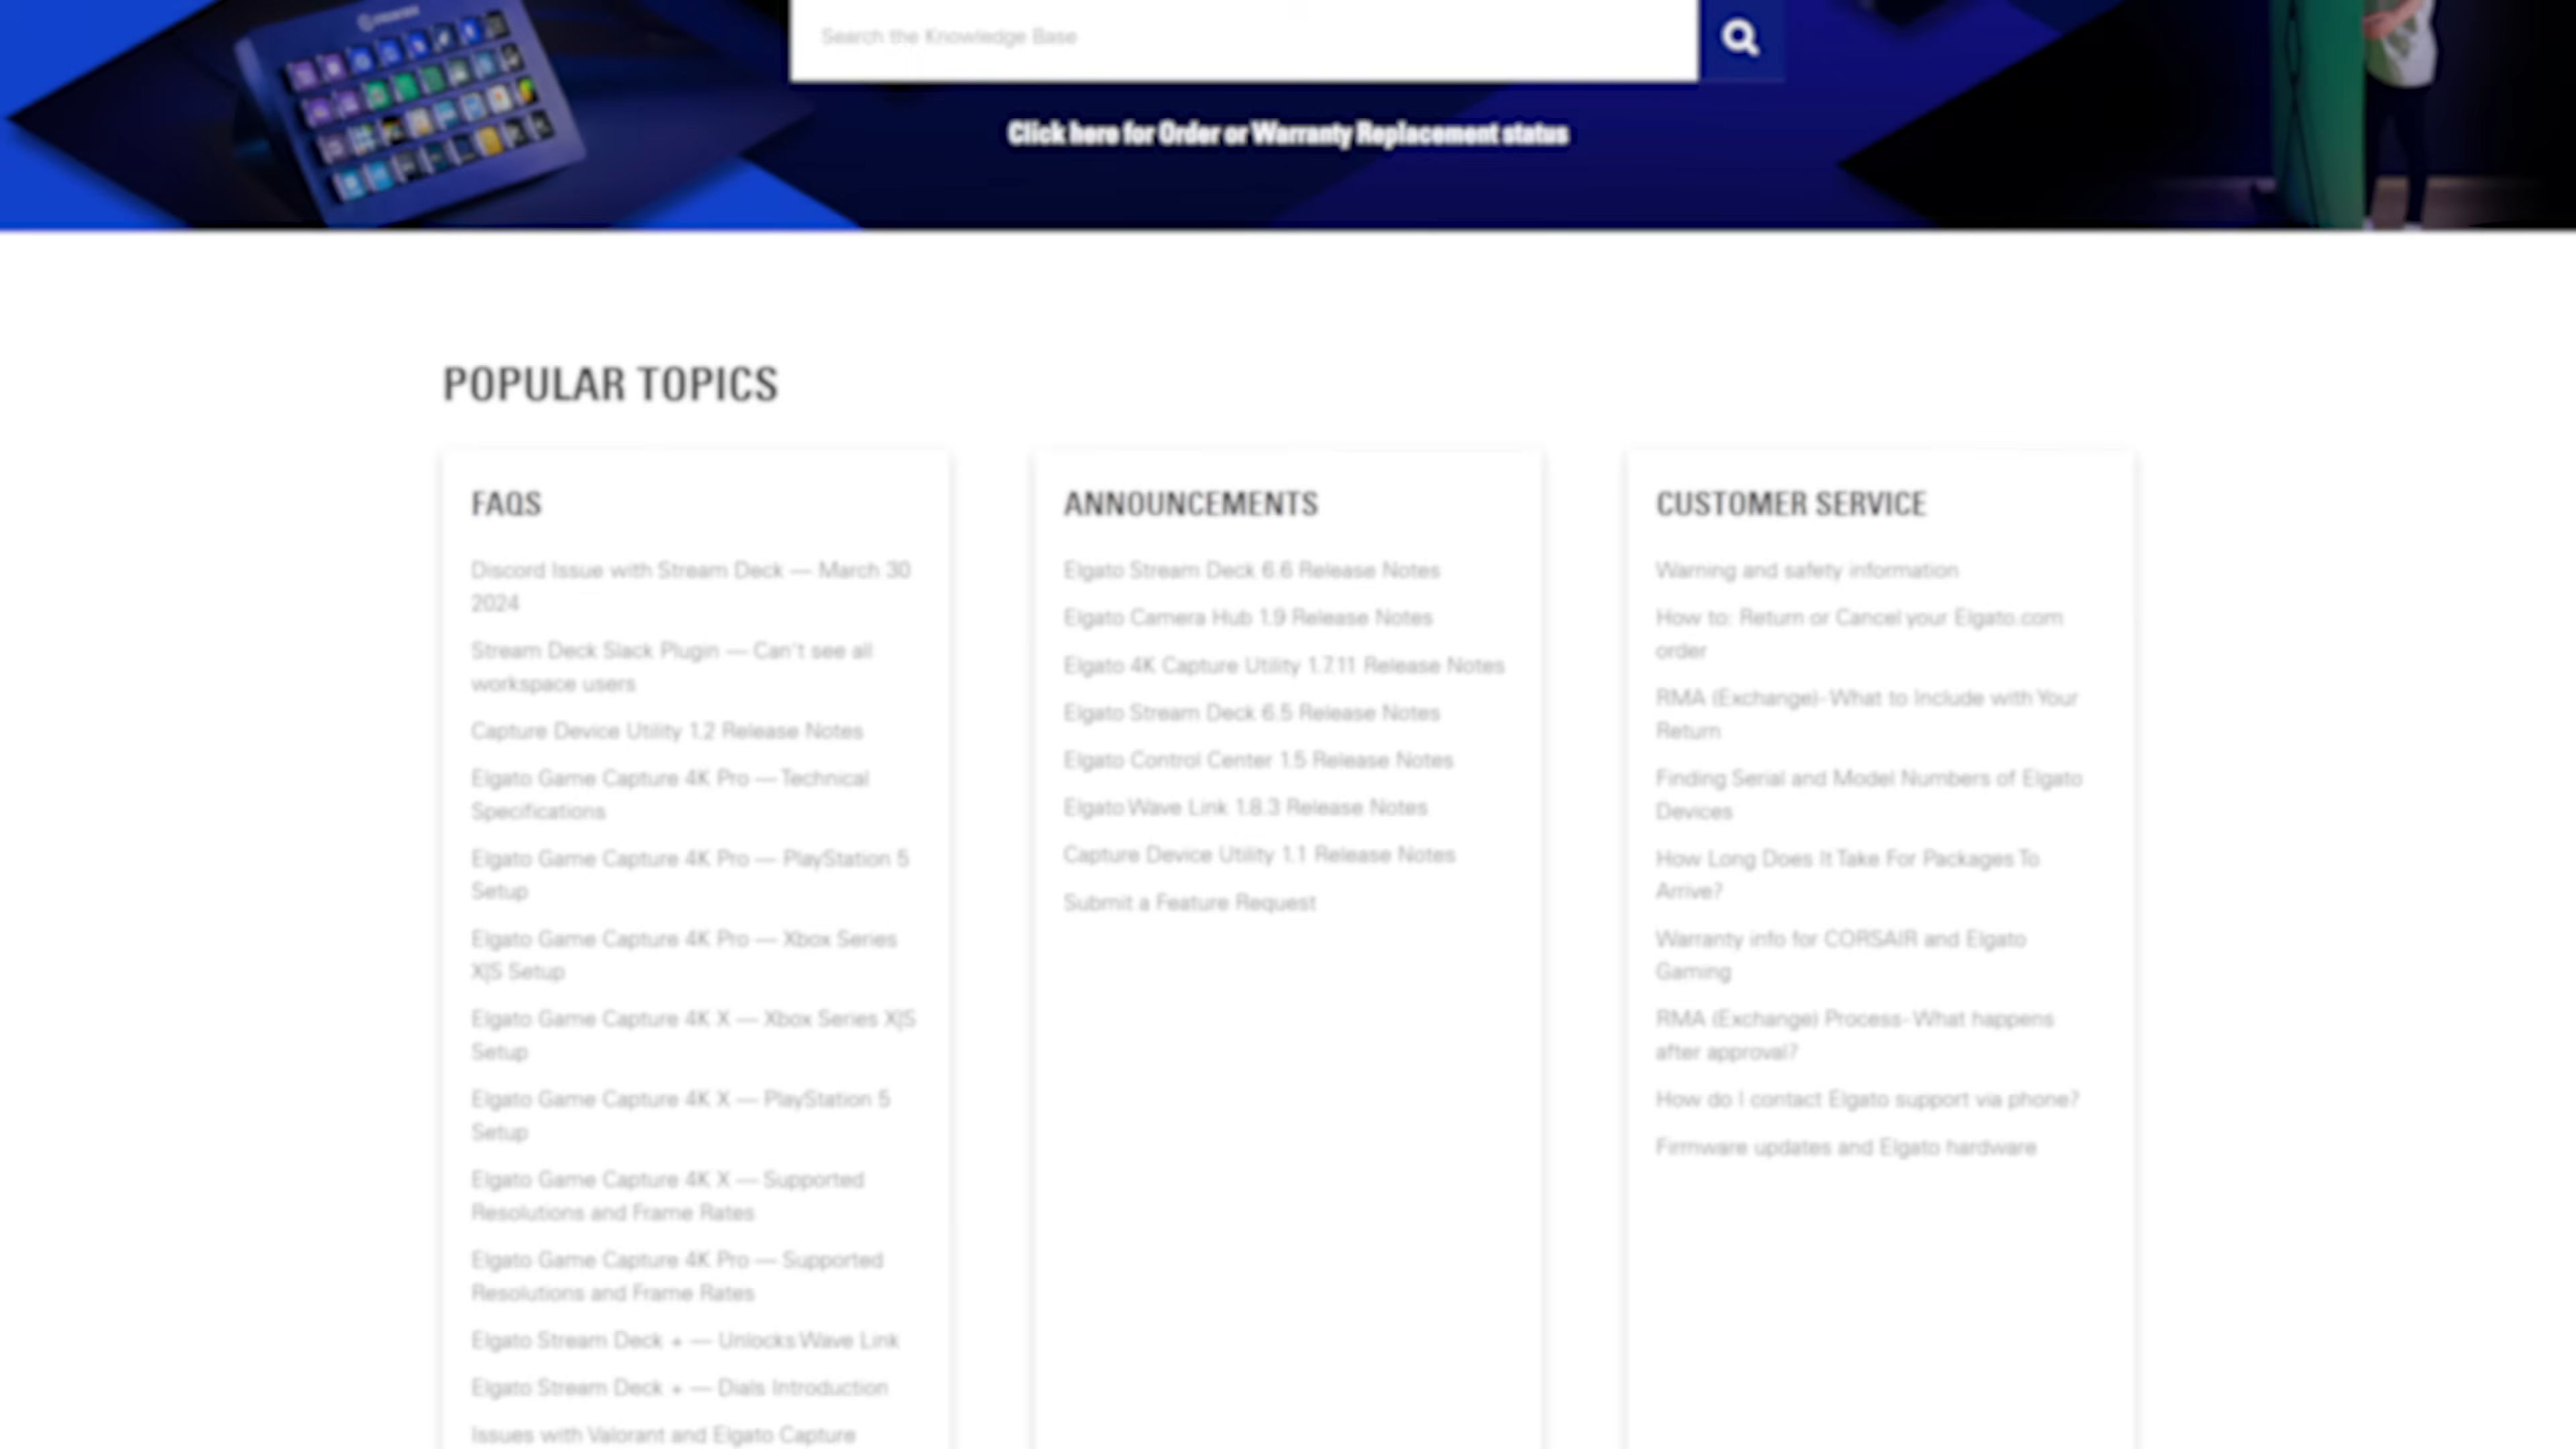 Search the Knowledge Base
Click here for Order or Warranty Replacement status
POPULAR TOPICS
FAQS
Discord Issue with Stream Deck — March 30
2024
Stream Deck Slack Plugin — Can't see all
workspace users
Capture Device Utility 1.2 Release Notes
Elgato Game Capture 4K Pro — Technical
Specifications
Elgato Game Capture 4K Pro — PlayStation 5
Setup
Elgato Game Capture 4K Pro — Xbox Series
X|S Setup
Elgato Game Capture 4K X — Xbox Series X|S
Setup
Elgato Game Capture 4K X — PlayStation 5
Setup
Elgato Game Capture 4K X — Supported
Resolutions and Frame Rates
Elgato Game Capture 4K Pro — Supported
Resolutions and Frame Rates
Elgato Stream Deck + — Unlocks Wave Link
Elgato Stream Deck + — Dials Introduction
Issues with Valorant and Elgato Capture
ANNOUNCEMENTS
Elgato Stream Deck 6.6 Release Notes
Elgato Camera Hub 1.9 Release Notes
Elgato 4K Capture Utility 1.7.11 Release Notes
Elgato Stream Deck 6.5 Release Notes
Elgato Control Center 1.5 Release Notes
Elgato Wave Link 1.8.3 Release Notes
Capture Device Utility 1.1 Release Notes
Submit a Feature Request
CUSTOMER SERVICE
Warning and safety information
How to: Return or Cancel your Elgato.com
order
RMA (Exchange)- What to Include with Your
Return
Finding Serial and Model Numbers of Elgato
Devices
How Long Does It Take For Packages To
Arrive?
Warranty info for CORSAIR and Elgato
Gaming
RMA (Exchange) Process- What happens
after approval?
How do I contact Elgato support via phone?
Firmware updates and Elgato hardware